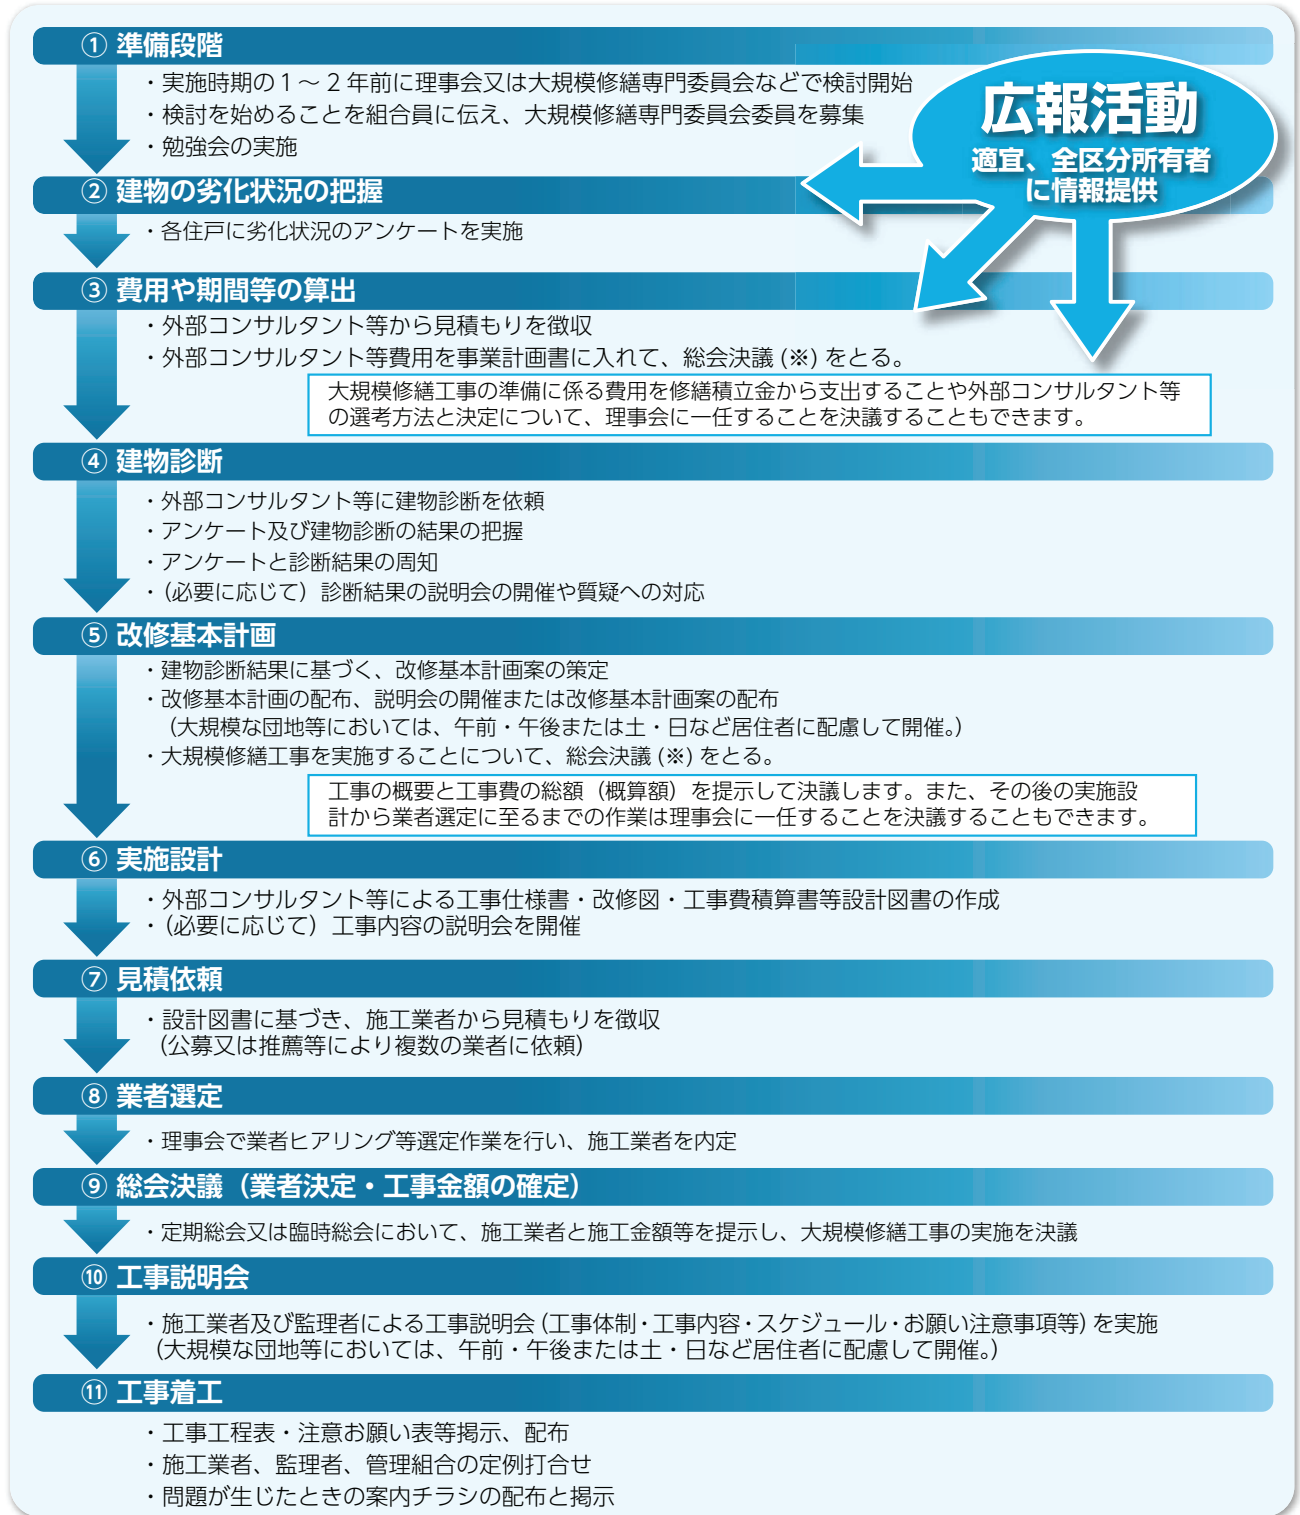 ① 準備段階
・実施時期の1～2年前に理事会又は大規模修繕専門委員会などで検討開始
・検討を始めることを組合員に伝え、大規模修繕専門委員会委員を募集
・勉強会の実施
広報活動
適宜、全区分所有者
に情報提供
② 建物の劣化状況の把握
・各住戸に劣化状況のアンケートを実施
③ 費用や期間等の算出
・外部コンサルタント等から見積もりを徴収
・外部コンサルタント等費用を事業計画書に入れて、総会決議(※)をとる。
大規模修繕工事の準備に係る費用を修繕積立金から支出することや外部コンサルタント等
の選考方法と決定について、理事会に一任することを決議することもできます。
④ 建物診断
・外部コンサルタント等に建物診断を依頼
・アンケート及び建物診断の結果の把握
・アンケートと診断結果の周知
・（必要に応じて）診断結果の説明会の開催や質疑への対応
⑤ 改修基本計画
・建物診断結果に基づく、改修基本計画案の策定
・改修基本計画の配布、説明会の開催または改修基本計画案の配布
（大規模な団地等においては、午前・午後または土・日など居住者に配慮して開催。）
・大規模修繕工事を実施することについて、総会決議(※)をとる。
工事の概要と工事費の総額（概算額）を提示して決議します。また、その後の実施設
計から業者選定に至るまでの作業は理事会に一任することを決議することもできます。
⑥ 実施設計
・外部コンサルタント等による工事仕様書・改修図・工事費積算書等設計図書の作成
・（必要に応じて）工事内容の説明会を開催
⑦ 見積依頼
・設計図書に基づき、施工業者から見積もりを徴収
（公募又は推薦等により複数の業者に依頼）
⑧ 業者選定
・理事会で業者ヒアリング等選定作業を行い、施工業者を内定
⑨ 総会決議（業者決定・工事金額の確定）
・定期総会又は臨時総会において、施工業者と施工金額等を提示し、大規模修繕工事の実施を決議
⑩ 工事説明会
・施工業者及び監理者による工事説明会（工事体制・工事内容・スケジュール・お願い注意事項等）を実施
（大規模な団地等においては、午前・午後または土・日など居住者に配慮して開催。）
⑪ 工事着工
・工事工程表・注意お願い表等掲示、配布
・施工業者、監理者、管理組合の定例打合せ
・問題が生じたときの案内チラシの配布と掲示